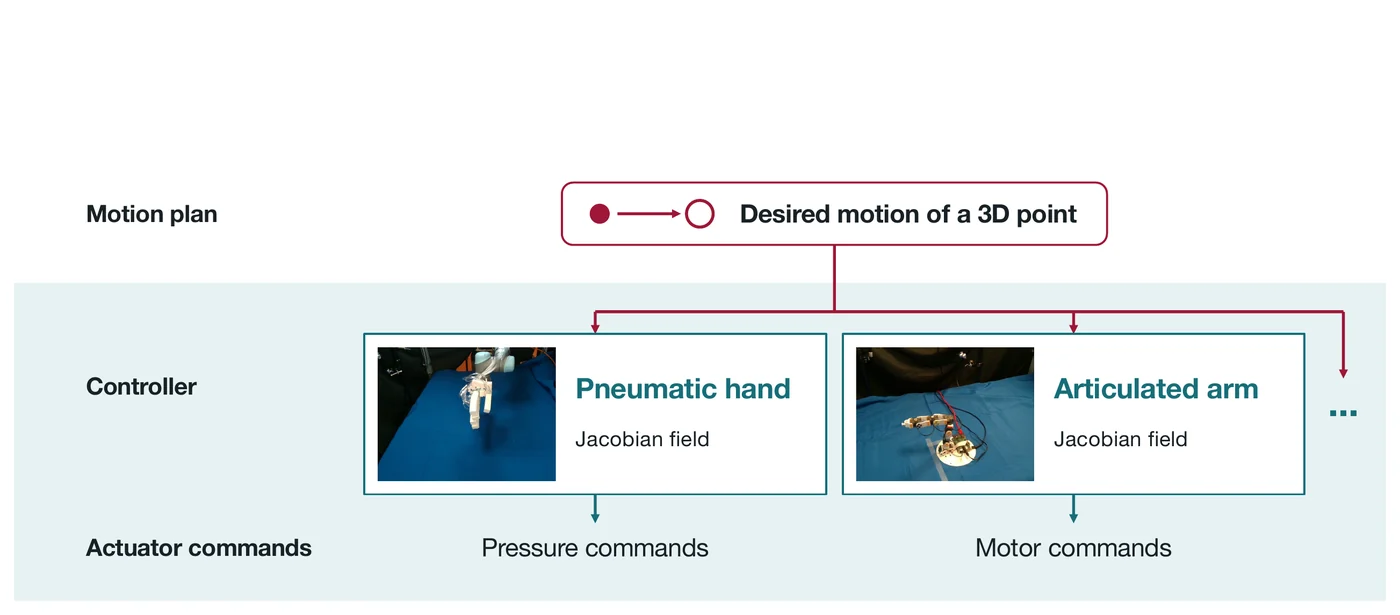 Motion plan
Desired motion of a 3D point
Controller
Pneumatic hand
Jacobian field
Articulated arm
Jacobian field
...
Actuator commands
Pressure commands
Motor commands